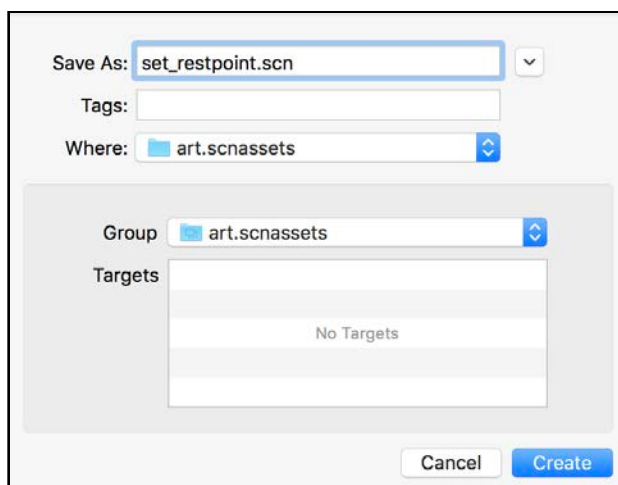 Save As: set_restpoint.scn
Tags:
Where: art.scnassets
Group art.scnassets
Targets
No Targets
Cancel Create